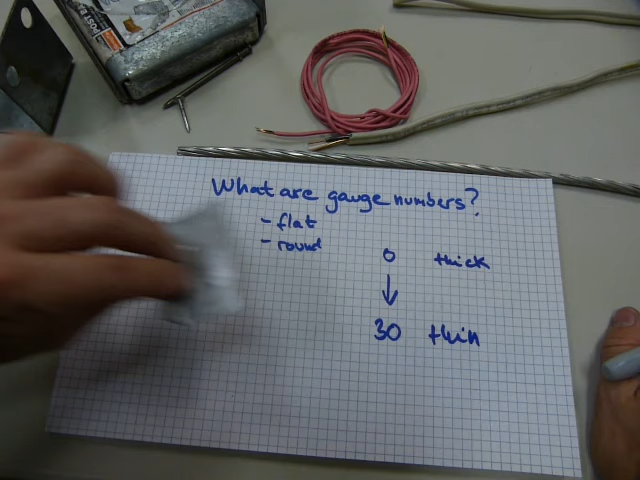 What are gauge numbers?
- flat
- round
0 thick
↓
30 thin